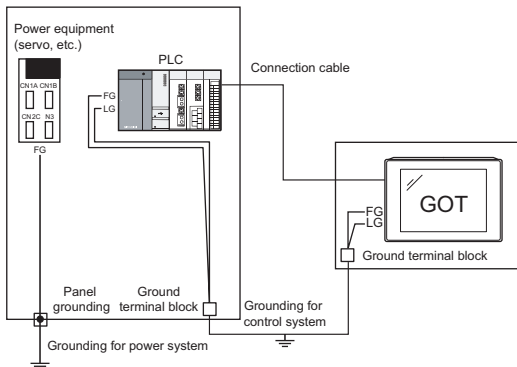 Power equipment
(servo, etc.)
PLC
Connection cable
CN1A CN1B
CN2C N3
FG
FG
LG
GOT
FG
LG
Ground terminal block
Panel
grounding
Ground
terminal block
Grounding for
control system
Grounding for power system